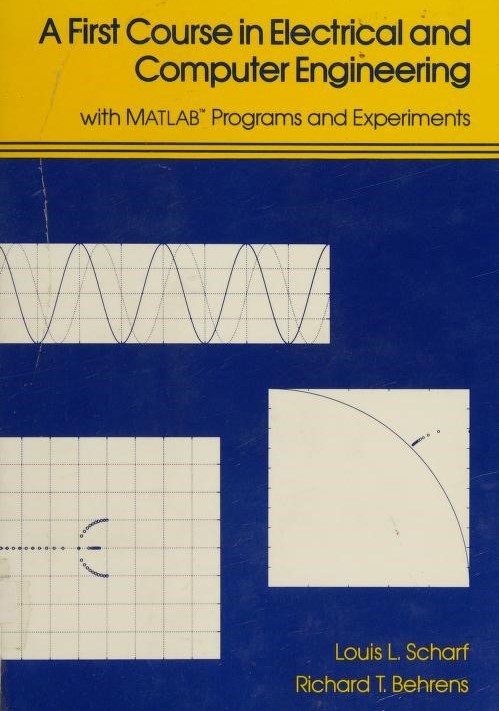 A First Course in Electrical and
Computer Engineering
with MATLAB™ Programs and Experiments
Louis L. Scharf
Richard T. Behrens